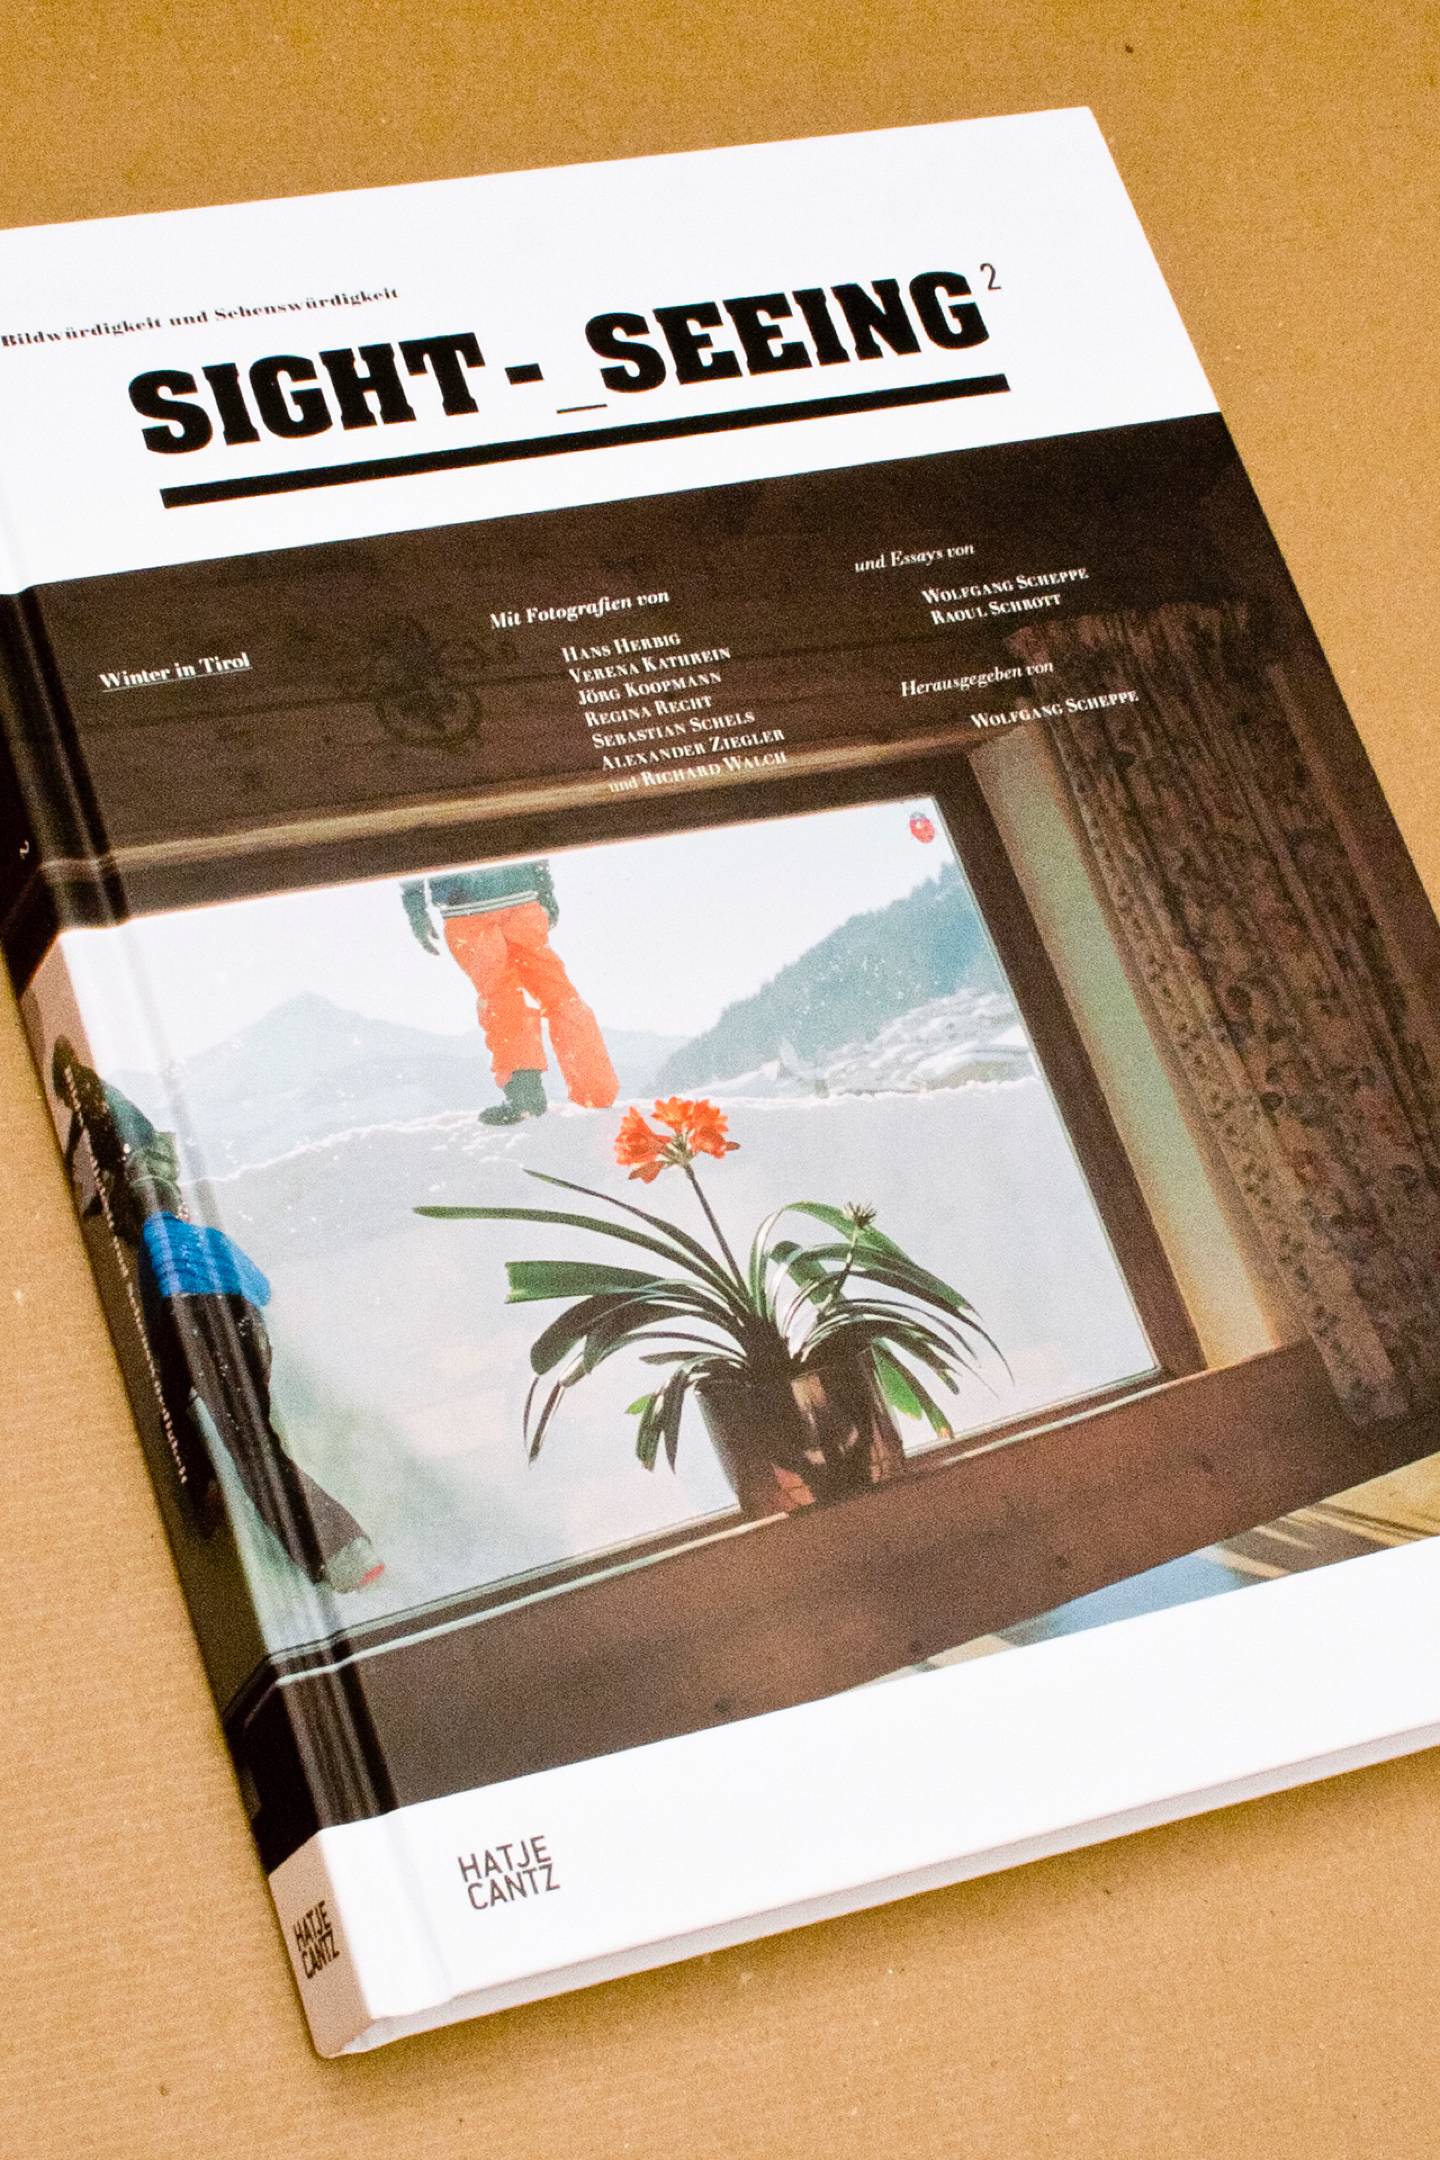 Bildwürdigkeit und Sehenswürdigkeit
SIGHT-_SEEING²
Winter in Tirol
Mit Fotografien von
HANS HERBIG
VERENA KATHREIN
JÖRG KOOPMANN
REGINA RECHT
SEBASTIAN SCHELS
ALEXANDER ZIEGLER
und RICHARD WALCH
und Essays von
WOLFGANG SCHEPPE
RAOUL SCHROTT
Herausgegeben von
WOLFGANG SCHEPPE
HATJE
CANTZ
2
HATJE
CANTZ